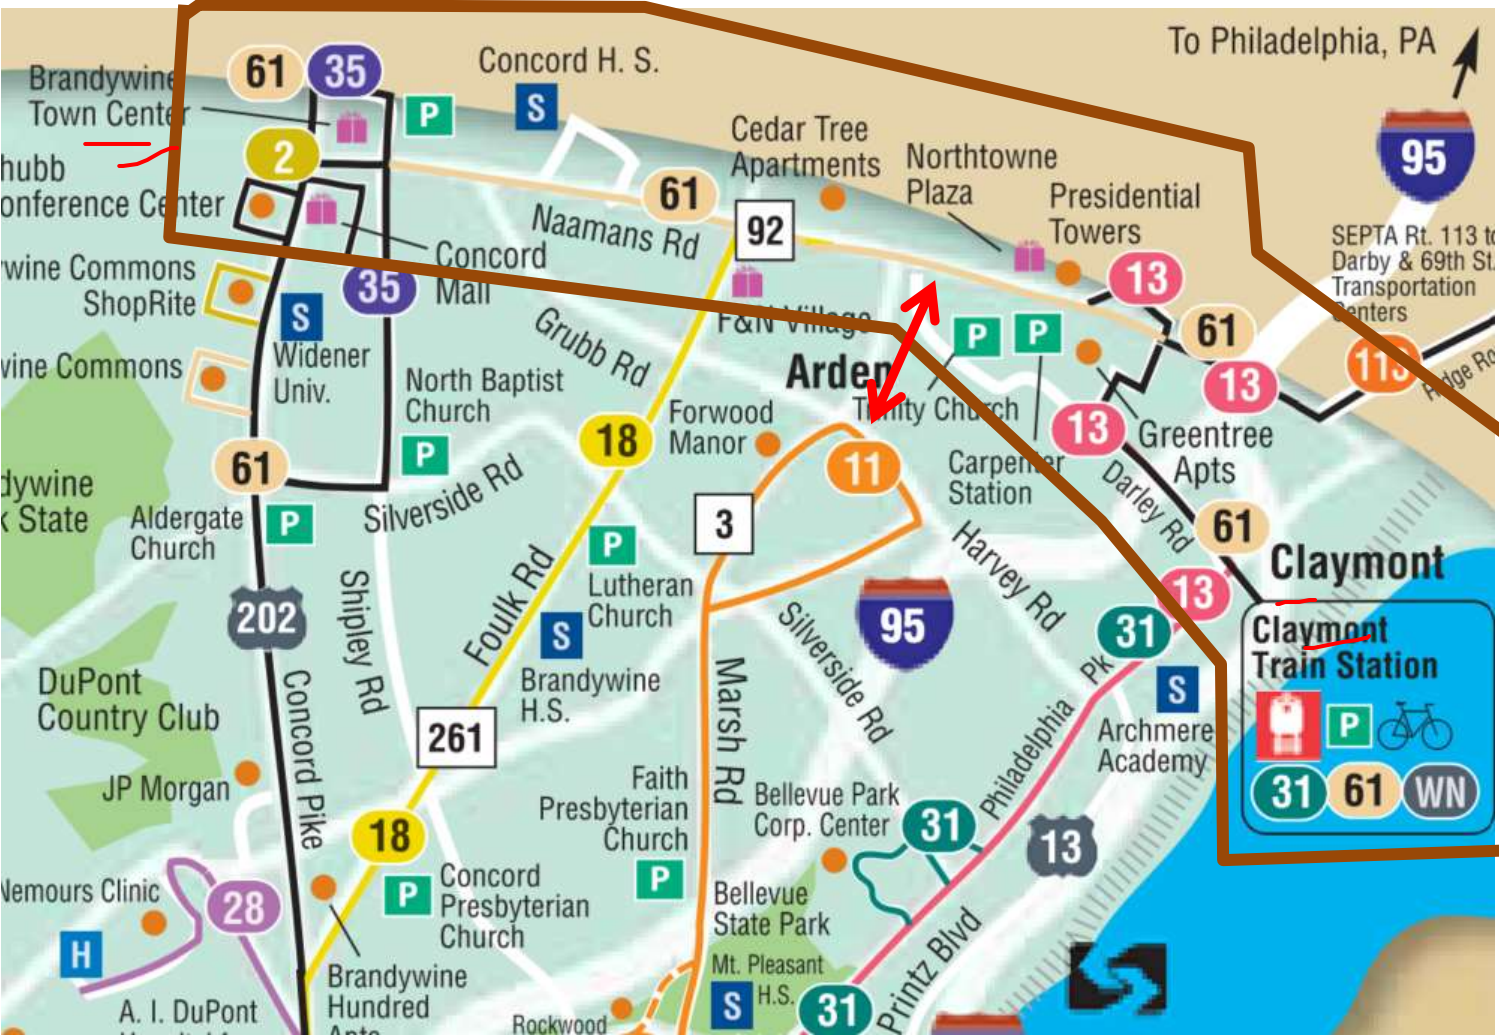 To Philadelphia, PA
61
35
Concord H. S.
Brandywine
Town Center
P
S
95
2
Cedar Tree
Apartments
Northtowne
Plaza
hubb
onference Center
61
92
Presidential
Towers
SEPTA Rt. 113 to
Darby & 69th St.
Transportation
Centers
Naamans Rd
Concord
Mall
13
wine Commons
ShopRite
35
S
F&N Village
61
P
P
Grubb Rd
Widener
Univ.
vine Commons
Arden
113
Ridge Ro
13
North Baptist
Church
Forwood
Manor
Trinity Church
13
Greentree
Apts
18
11
61
P
Silverside Rd
Carpenter
Station
Darley Rd
dywine
k State
Aldergate
Church
P
3
61
P
Foulk Rd
Harvey Rd
Claymont
Lutheran
Church
202
Shipley Rd
S
95
Silverside Rd
13
31
Claymont
Train Station
P
31
61
WN
Pk
S
Philadelphia
DuPont
Country Club
Concord Pike
Brandywine
H.S.
Marsh Rd
261
Archmere
Academy
JP Morgan
Faith
Presbyterian
Church
Bellevue Park
Corp. Center
31
18
13
P
Nemours Clinic
28
P
Concord
Presbyterian
Church
Bellevue
State Park
H
Printz Blvd
Mt. Pleasant
H.S.
S
31
Brandywine
Hundred
Apts
A. I. DuPont
Rockwood